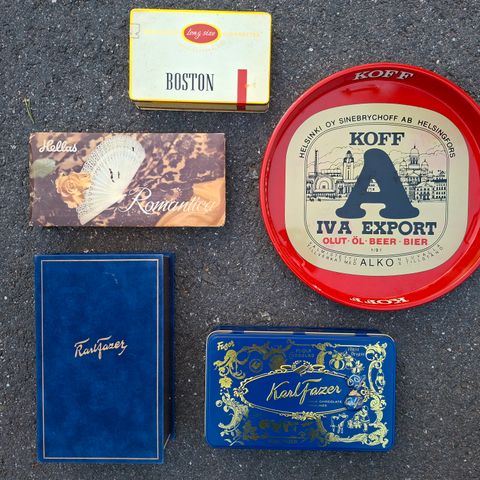 long size
BOSTON
Hellas
Romantica
KOFF
HELSINKI OY SINEBRYCHOFF AB HELSINGFORS
KOFF
A
IVA EXPORT
OLUT · ÖL · BEER · BIER
ALKO
KOFF
Karl Fazer
Fazer
Karl Fazer
CHOCOLATE